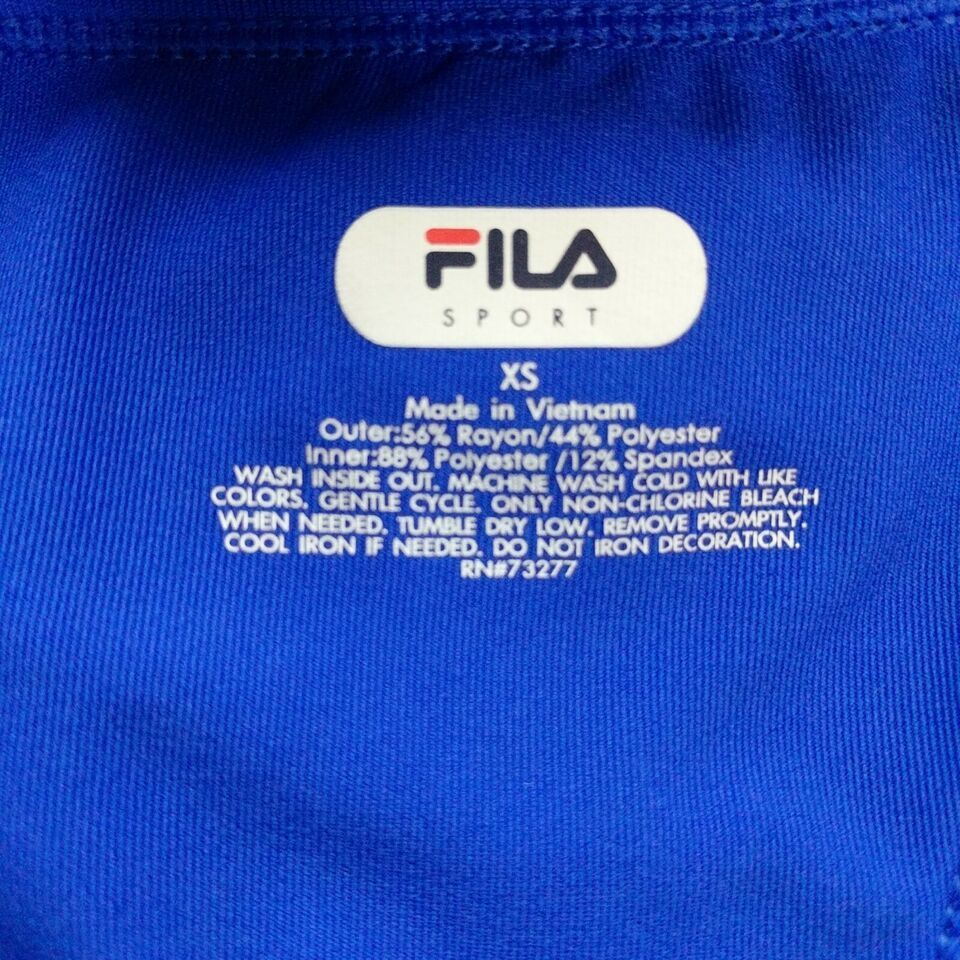 FILA
SPORT
XS
Made in Vietnam
Outer:56% Rayon/44% Polyester
Inner:88% Polyester /12% Spandex
WASH INSIDE OUT. MACHINE WASH COLD WITH LIKE
COLORS. GENTLE CYCLE. ONLY NON-CHLORINE BLEACH
WHEN NEEDED. TUMBLE DRY LOW. REMOVE PROMPTLY.
COOL IRON IF NEEDED. DO NOT IRON DECORATION.
RN#73277